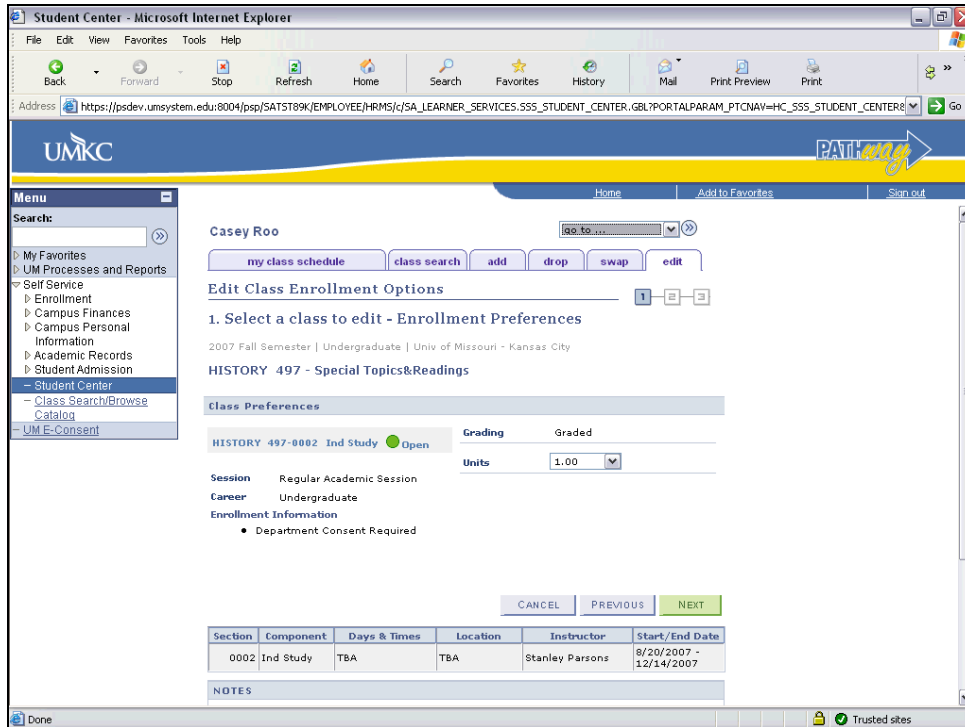 Student Center - Microsoft Internet Explorer
File Edit View Favorites Tools Help
Back Forward Stop Refresh Home Search Favorites History Mail Print Preview Print »
Address https://psdev.umsystem.edu:8004/psp/SATST89K/EMPLOYEE/HRMS/c/SA_LEARNER_SERVICES.SSS_STUDENT_CENTER.GBL?PORTALPARAM_PTCNAV=HC_SSS_STUDENT_CENTER& Go
UMKC PATHway
Home Add to Favorites Sign out
Menu
Search:
My Favorites
UM Processes and Reports
Self Service
Enrollment
Campus Finances
Campus Personal
Information
Academic Records
Student Admission
– Student Center
– Class Search/Browse
Catalog
– UM E-Consent
Casey Roo go to ...
my class schedule class search add drop swap edit
Edit Class Enrollment Options 1 2 3
1. Select a class to edit - Enrollment Preferences
2007 Fall Semester | Undergraduate | Univ of Missouri - Kansas City
HISTORY 497 - Special Topics&Readings
Class Preferences
HISTORY 497-0002 Ind Study Open
Grading Graded
Units 1.00
Session Regular Academic Session
Career Undergraduate
Enrollment Information
• Department Consent Required
CANCEL PREVIOUS NEXT
Section Component Days & Times Location Instructor Start/End Date
0002 Ind Study TBA TBA Stanley Parsons 8/20/2007 -
12/14/2007
NOTES
Done Trusted sites